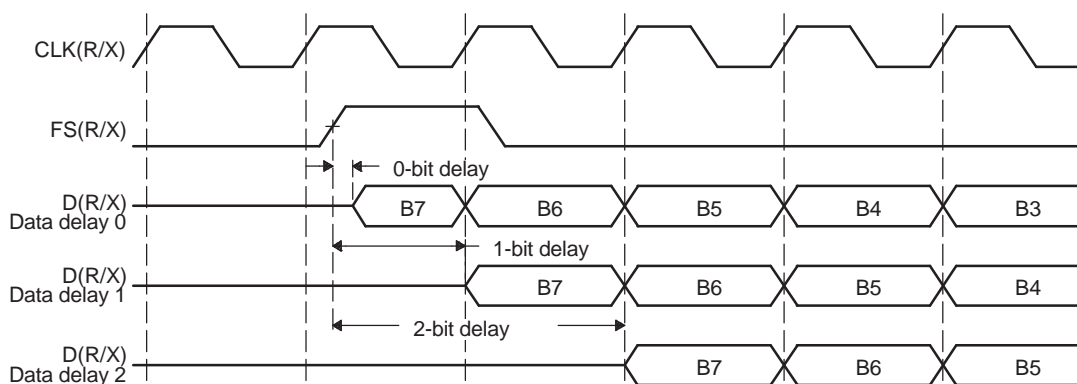 CLK(R/X)
FS(R/X)
0-bit delay
D(R/X)
Data delay 0
B7 B6 B5 B4 B3
1-bit delay
D(R/X)
Data delay 1
B7 B6 B5 B4
2-bit delay
D(R/X)
Data delay 2
B7 B6 B5